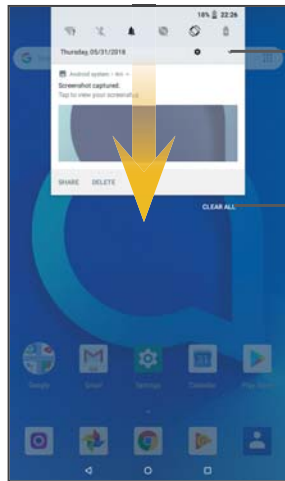 18% 22:26
Thursday, 05/31/2018
Android system • 4m
Screenshot captured.
Tap to view your screenshot.
SHARE DELETE
CLEAR ALL
Google Gmail Settings Calendar Play Store